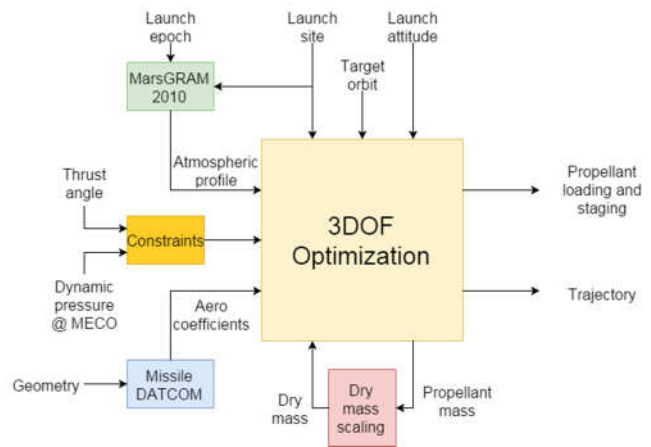 Launch
epoch
Launch
site
Launch
attitude
Target
orbit
MarsGRAM
2010
Atmospheric
profile
Thrust
angle
Constraints
3DOF
Optimization
Propellant
loading and
staging
Dynamic
pressure
@ MECO
Aero
coefficients
Trajectory
Geometry
Missile
DATCOM
Dry
mass
Dry
mass
scaling
Propellant
mass